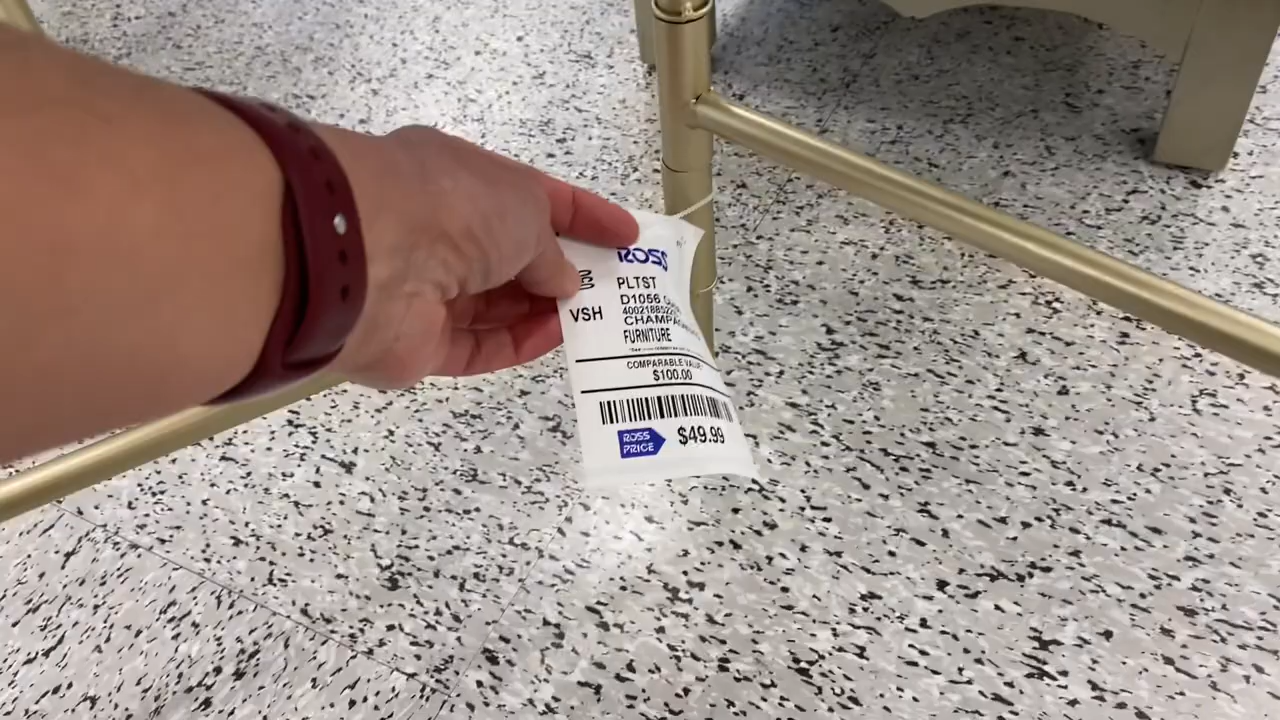 ROSS
PLTST
D1056
VSH
FURNITURE
COMPARABLE VALUE
$100.00
ROSS
PRICE
$49.99